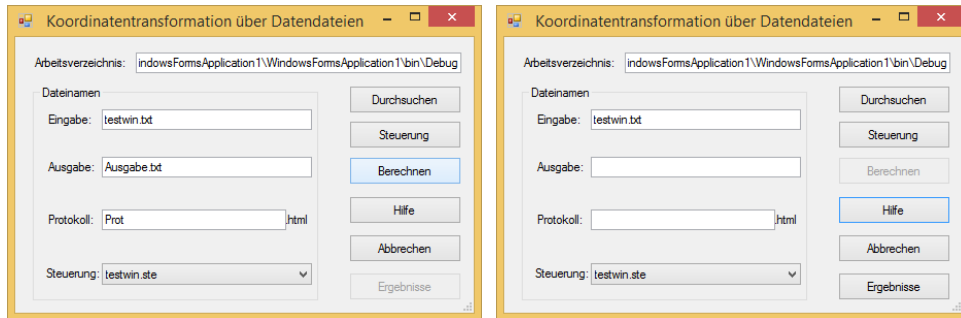 Koordinatentransformation über Datendateien
Arbeitsverzeichnis: indowsFormsApplication1\WindowsFormsApplication1\bin\Debug
Dateinamen
Durchsuchen
Eingabe: testwin.txt
Steuerung
Ausgabe: Ausgabe.txt
Berechnen
Protokoll: Prot .html
Hilfe
Abbrechen
Steuerung: testwin.ste
Ergebnisse
Koordinatentransformation über Datendateien
Arbeitsverzeichnis: indowsFormsApplication1\WindowsFormsApplication1\bin\Debug
Dateinamen
Durchsuchen
Eingabe: testwin.txt
Steuerung
Ausgabe:
Berechnen
Protokoll: .html
Hilfe
Abbrechen
Steuerung: testwin.ste
Ergebnisse